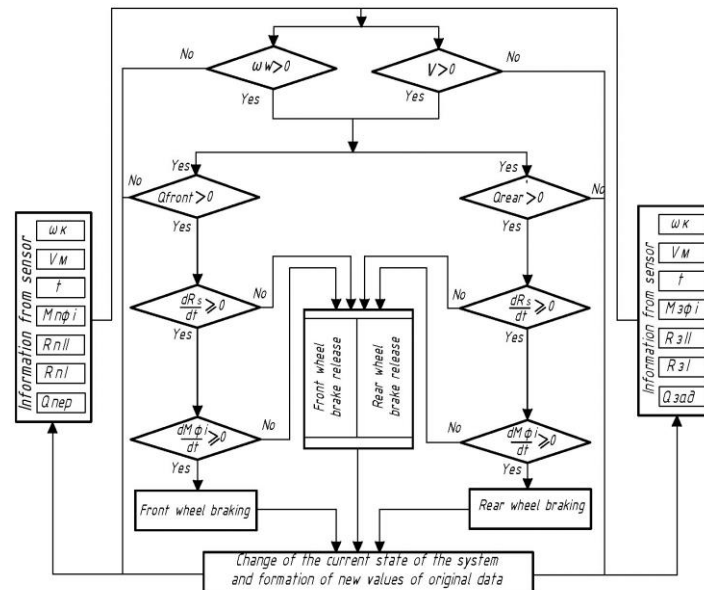 No
ωw>0
V>0
No
Yes
Yes
Yes
Yes
No
Qfront>0
Qrear>0
No
Yes
Yes
Information from sensor
ωк
Vм
t
Мпфi
Rпll
Rпl
Qпер
Information from sensor
ωк
Vм
t
Мзфi
Rзll
Rзl
Qзад
dRs
dt
≥0
No
Yes
No
dRs
dt
>0
Yes
Front wheel
brake release
Rear wheel
brake release
dМфi
dt
≥0
No
Yes
No
dМфi
dt
≥0
Yes
Front wheel braking
Rear wheel braking
Change of the current state of the system
and formation of new values of original data